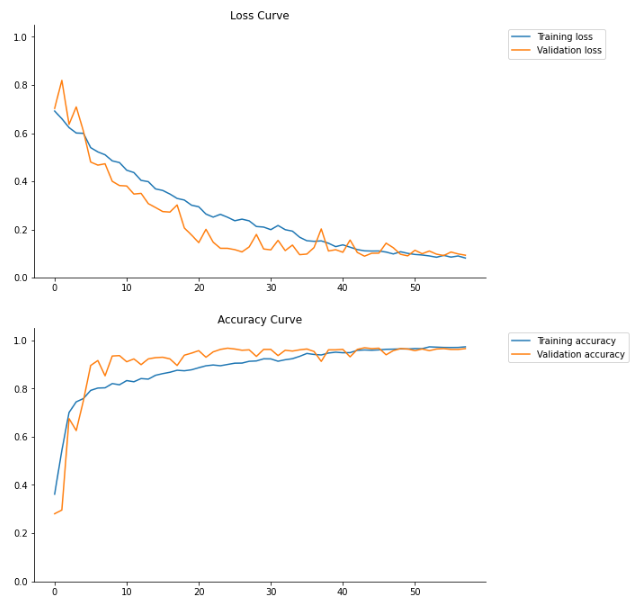 Loss Curve
1.0
0.8
0.6
0.4
0.2
0.0
0 10 20 30 40 50
Training loss
Validation loss
Accuracy Curve
1.0
0.8
0.6
0.4
0.2
0.0
0 10 20 30 40 50
Training accuracy
Validation accuracy